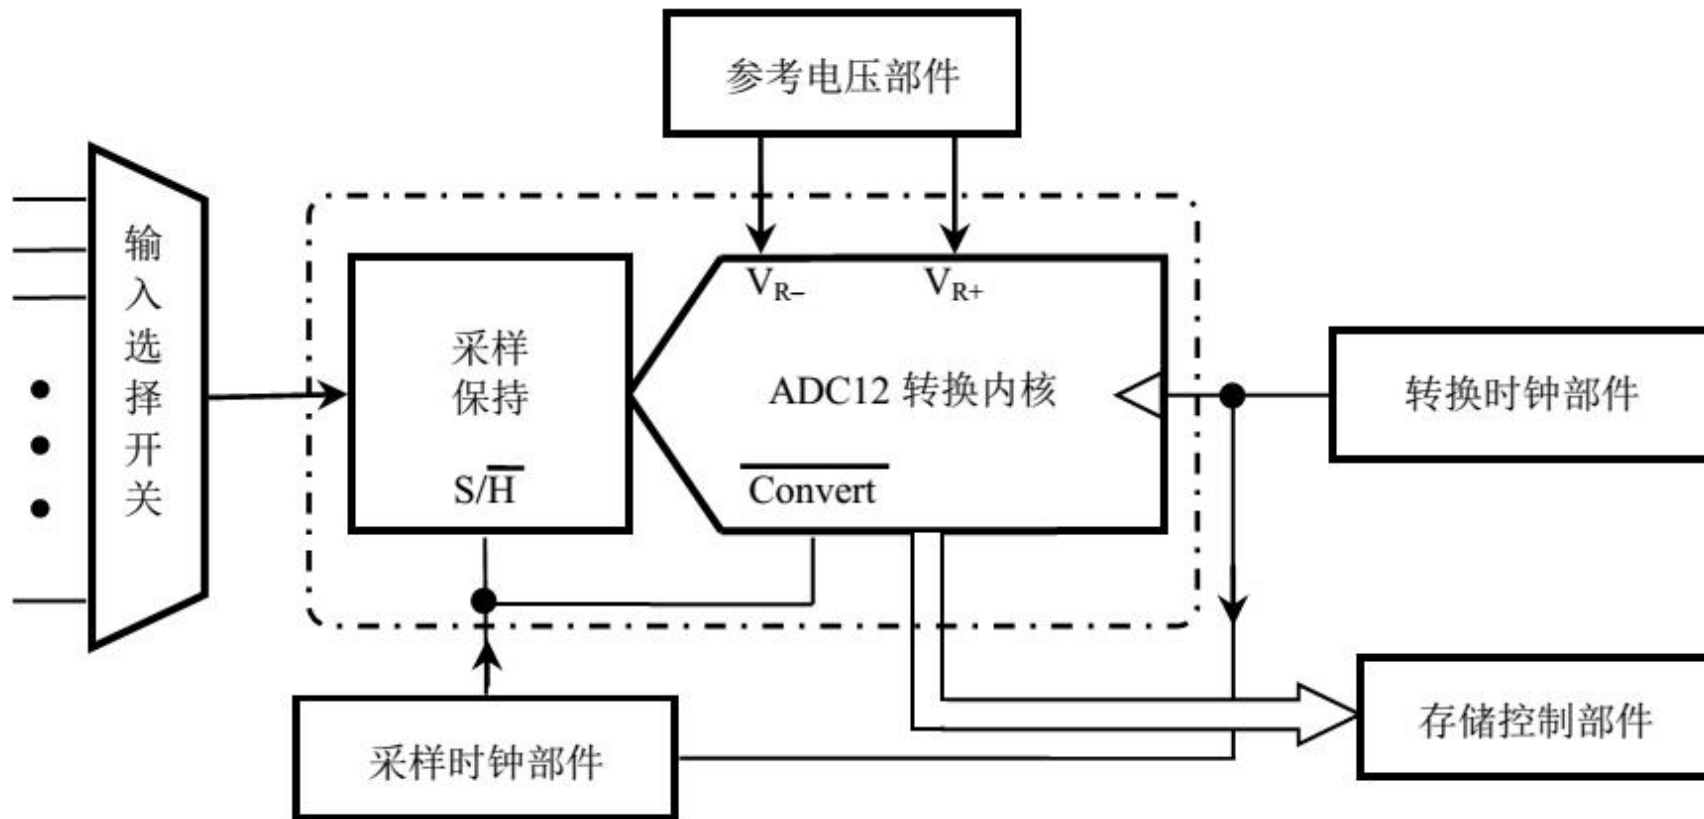 参考电压部件
输
入
选
择
开
关
采样
保持
S/H
V_R−
V_R+
ADC12 转换内核
Convert
转换时钟部件
采样时钟部件
存储控制部件